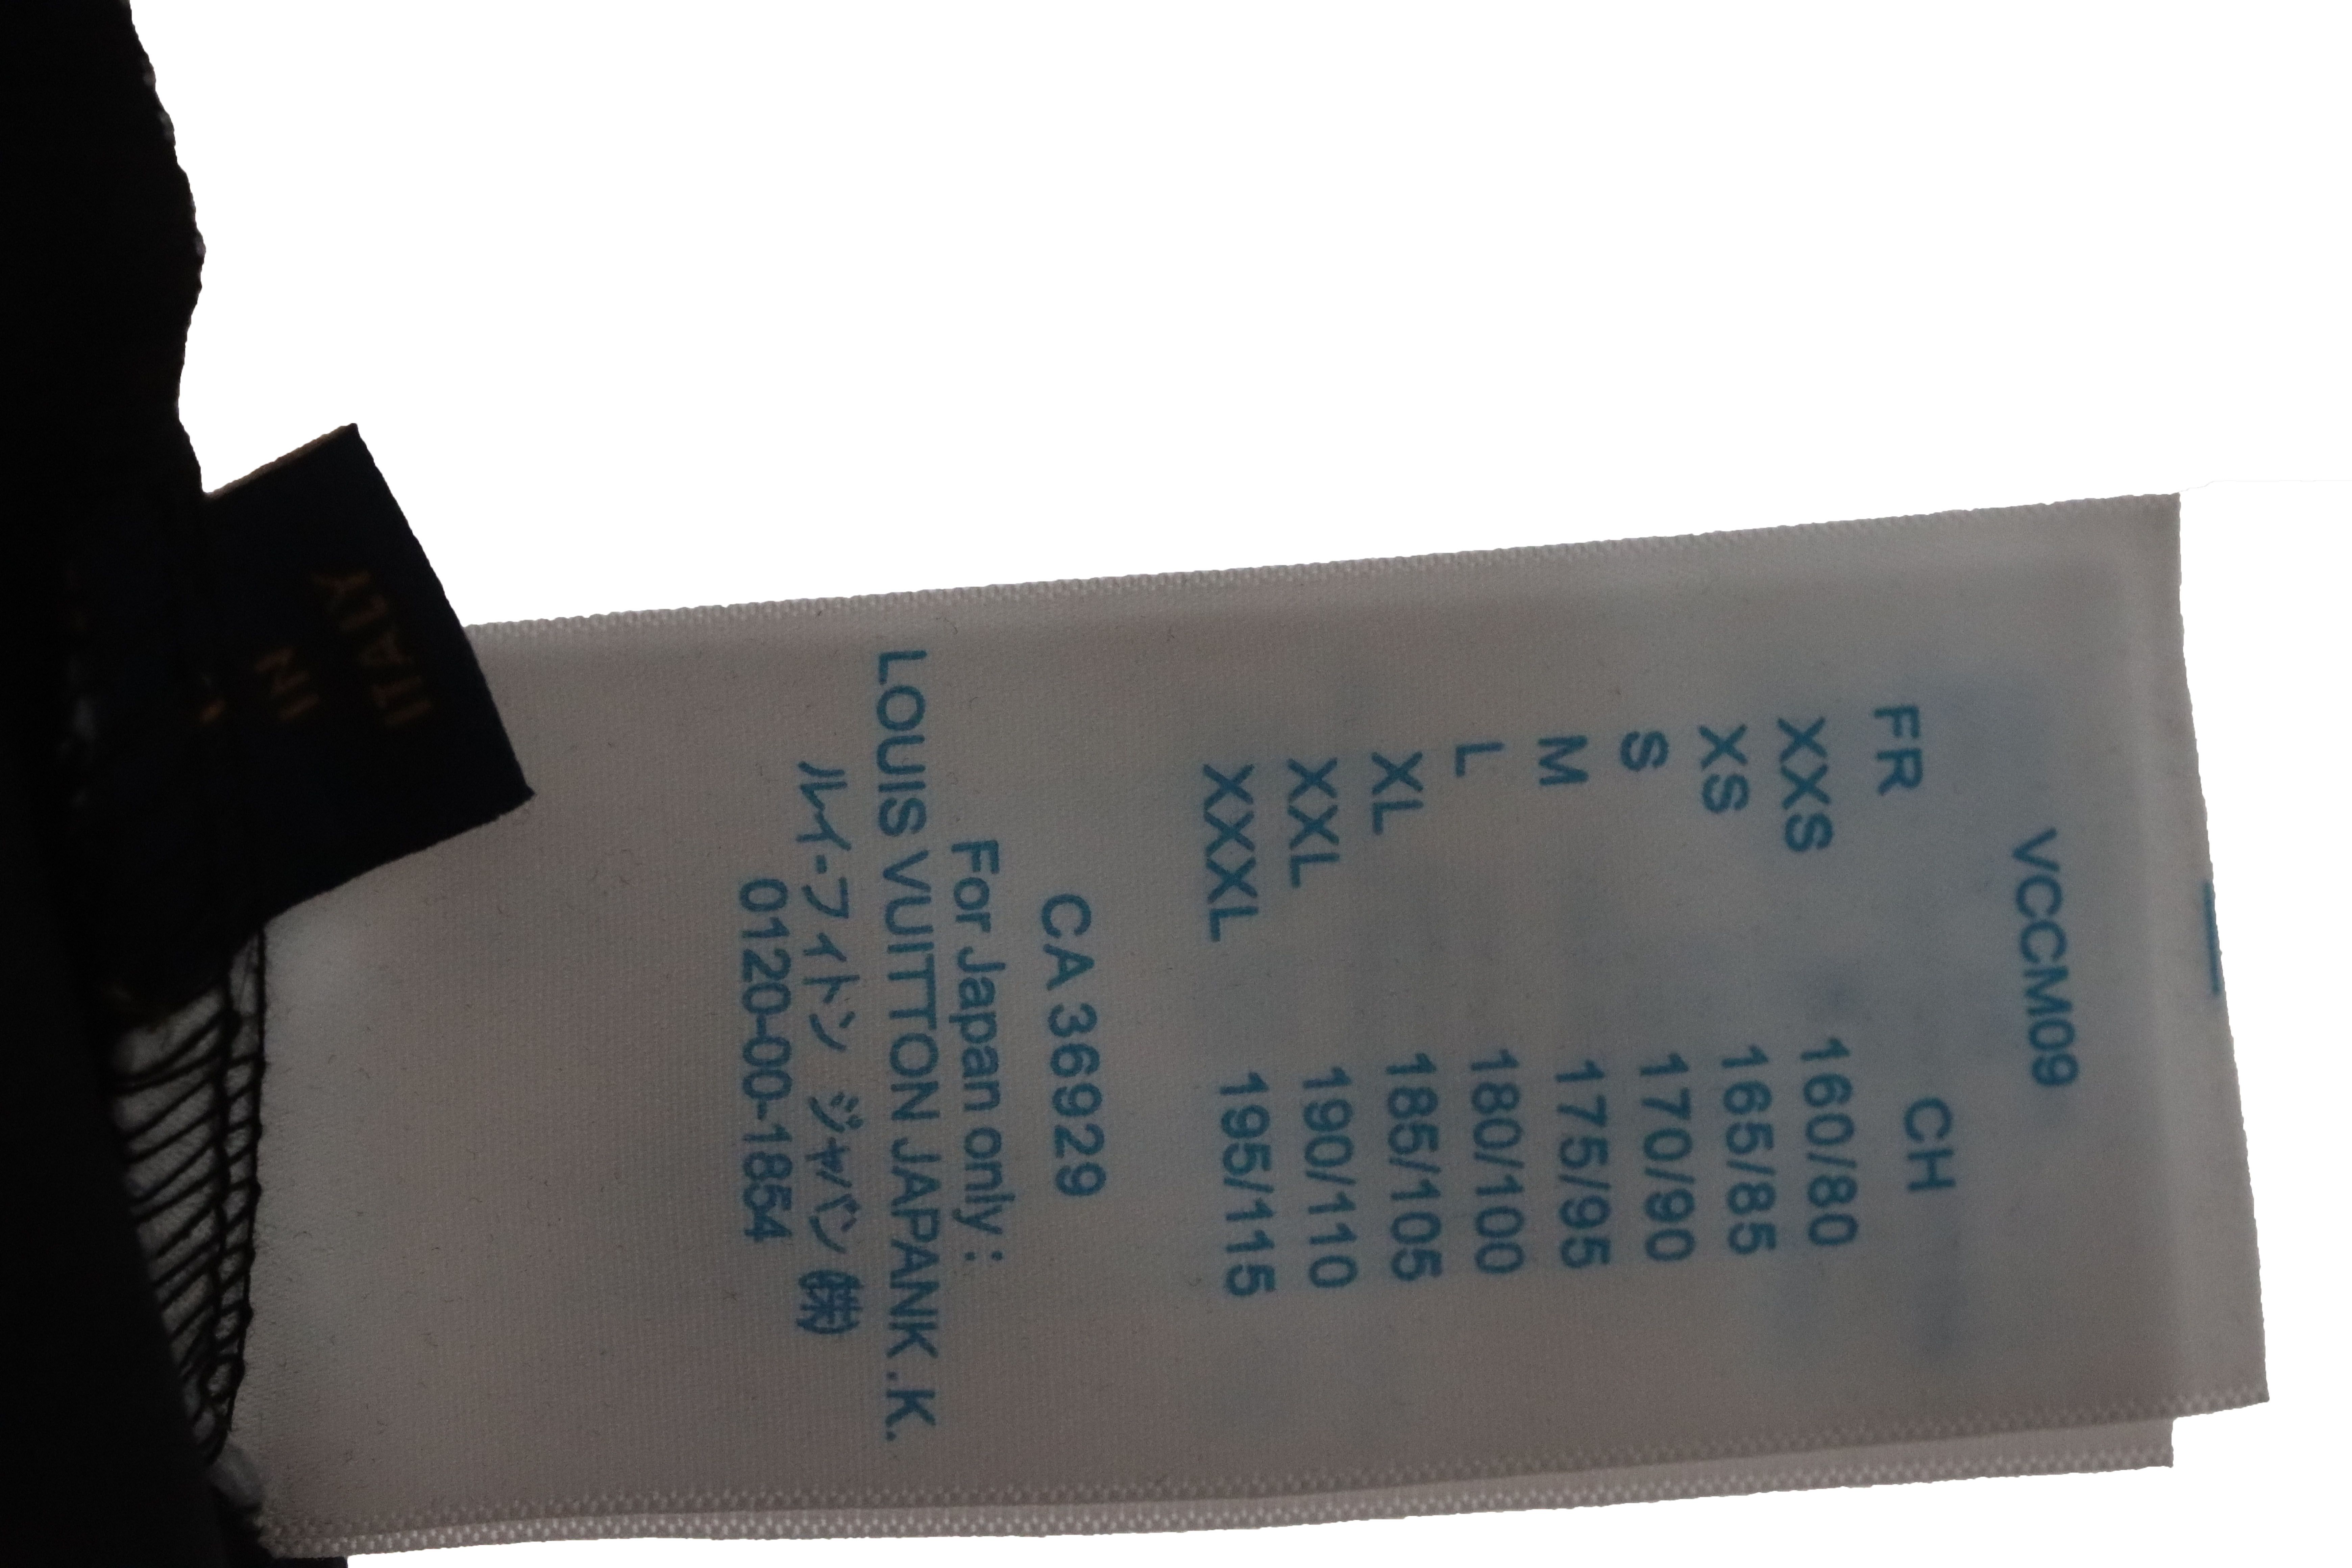 VCCM09
FR CH
XXS 160/80
XS 165/85
S 170/90
M 175/95
L 180/100
XL 185/105
XXL 190/110
XXXL 195/115
CA 36929
For Japan only :
LOUIS VUITTON JAPANK .K.
ルイ-フィトン ジャパン ㈱
0120-00-1854
IN
ITALY